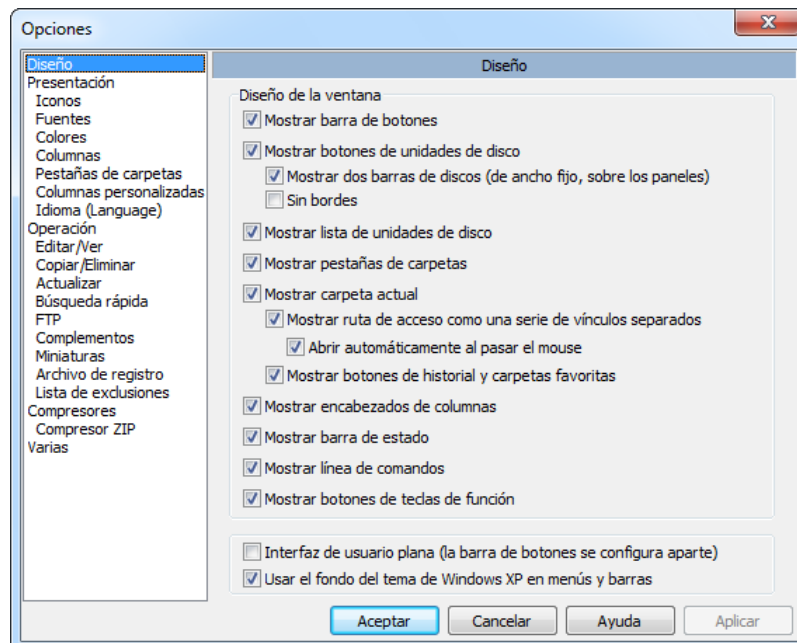 Opciones
Diseño
Presentación
Iconos
Fuentes
Colores
Columnas
Pestañas de carpetas
Columnas personalizadas
Idioma (Language)
Operación
Editar/Ver
Copiar/Eliminar
Actualizar
Búsqueda rápida
FTP
Complementos
Miniaturas
Archivo de registro
Lista de exclusiones
Compresores
Compresor ZIP
Varias
Diseño
Diseño de la ventana
Mostrar barra de botones
Mostrar botones de unidades de disco
Mostrar dos barras de discos (de ancho fijo, sobre los paneles)
Sin bordes
Mostrar lista de unidades de disco
Mostrar pestañas de carpetas
Mostrar carpeta actual
Mostrar ruta de acceso como una serie de vínculos separados
Abrir automáticamente al pasar el mouse
Mostrar botones de historial y carpetas favoritas
Mostrar encabezados de columnas
Mostrar barra de estado
Mostrar línea de comandos
Mostrar botones de teclas de función
Interfaz de usuario plana (la barra de botones se configura aparte)
Usar el fondo del tema de Windows XP en menús y barras
Aceptar
Cancelar
Ayuda
Aplicar